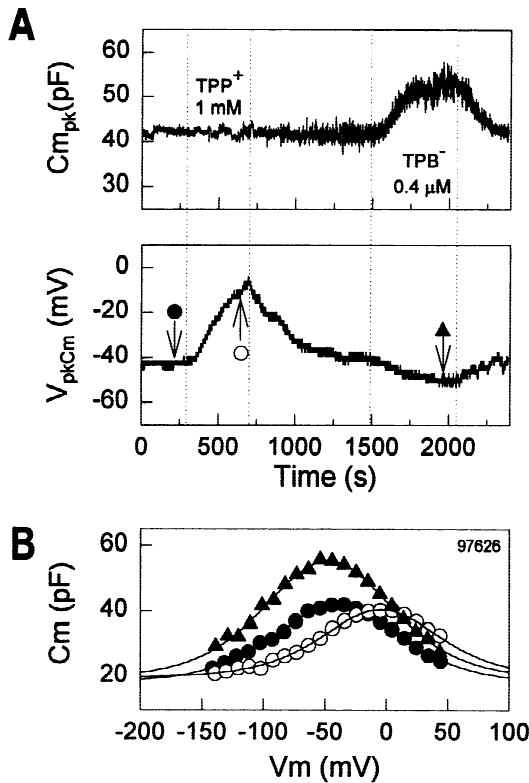 A
Cm_pk(pF)
60
50
40
30
TPP+
1 mM
TPB-
0.4 µM
V_pkCm (mV)
0
-20
-40
-60
0 500 1000 1500 2000
Time (s)
B
97626
Cm (pF)
60
40
20
-200 -150 -100 -50 0 50 100
Vm (mV)